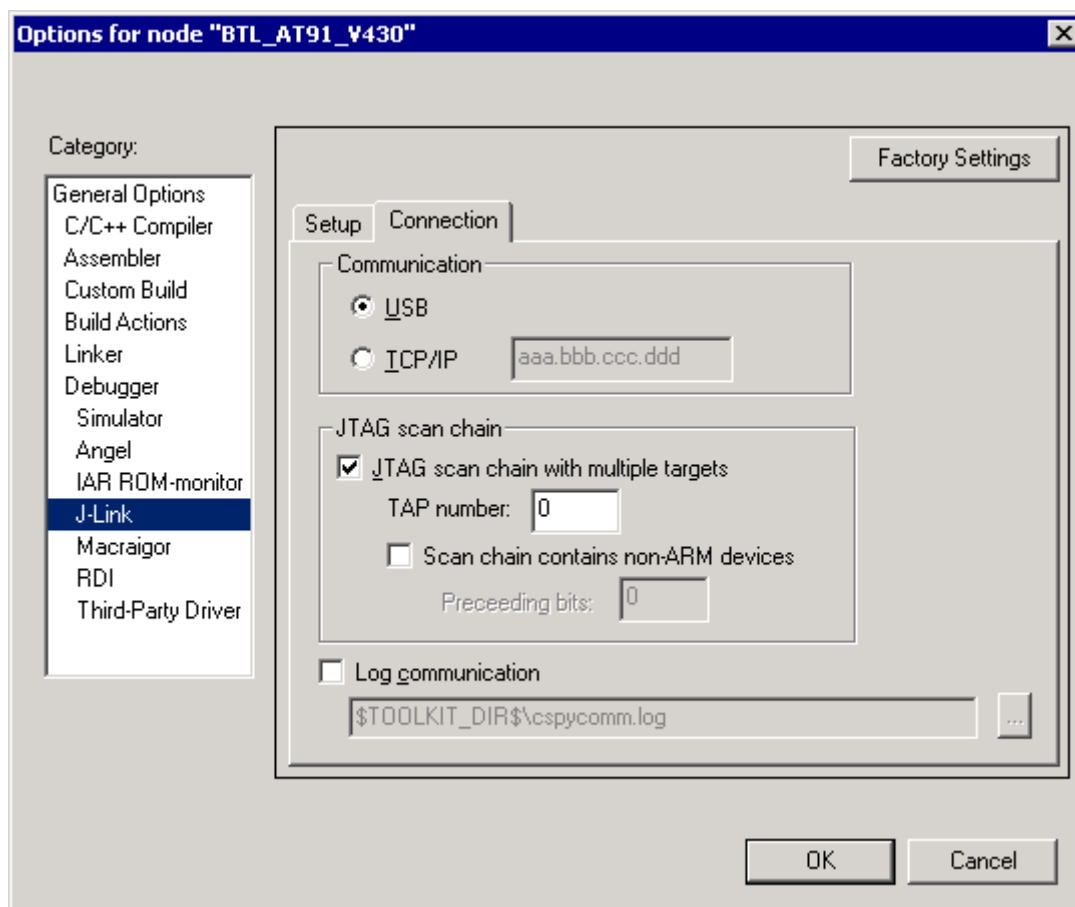 Options for node "BTL_AT91_V430"
Category:
General Options
C/C++ Compiler
Assembler
Custom Build
Build Actions
Linker
Debugger
Simulator
Angel
IAR ROM-monitor
J-Link
Macraigor
RDI
Third-Party Driver
Factory Settings
Setup Connection
Communication
USB
TCP/IP aaa.bbb.ccc.ddd
JTAG scan chain
JTAG scan chain with multiple targets
TAP number: 0
Scan chain contains non-ARM devices
Preceeding bits: 0
Log communication
$TOOLKIT_DIR$\cspycomm.log ...
OK Cancel